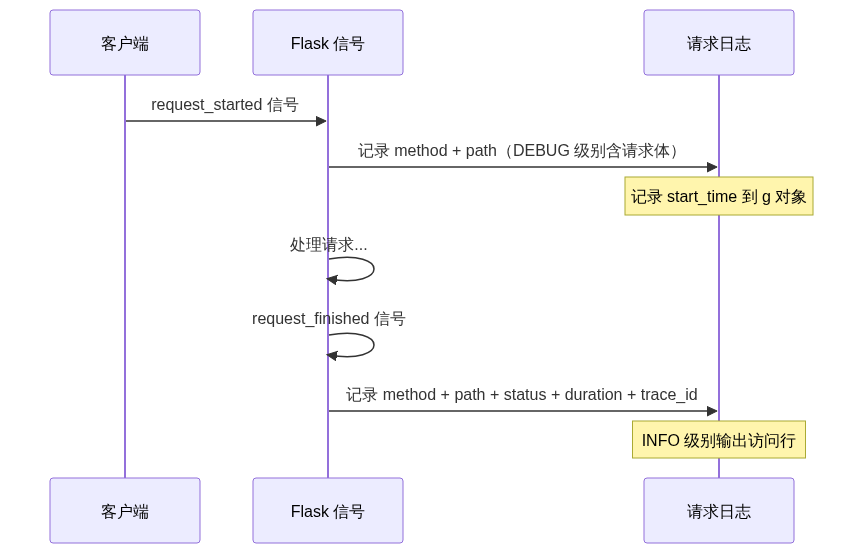 客户端
Flask 信号
请求日志
request_started 信号
记录 method + path（DEBUG 级别含请求体）
记录 start_time 到 g 对象
处理请求...
request_finished 信号
记录 method + path + status + duration + trace_id
INFO 级别输出访问行
客户端
Flask 信号
请求日志